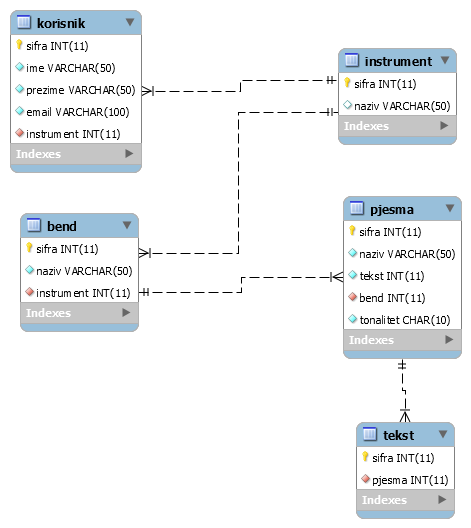 korisnik
sifra INT(11)
ime VARCHAR(50)
prezime VARCHAR(50)
email VARCHAR(100)
instrument INT(11)
Indexes
instrument
sifra INT(11)
naziv VARCHAR(50)
Indexes
bend
sifra INT(11)
naziv VARCHAR(50)
instrument INT(11)
Indexes
pjesma
sifra INT(11)
naziv VARCHAR(50)
tekst INT(11)
bend INT(11)
tonalitet CHAR(10)
Indexes
tekst
sifra INT(11)
pjesma INT(11)
Indexes